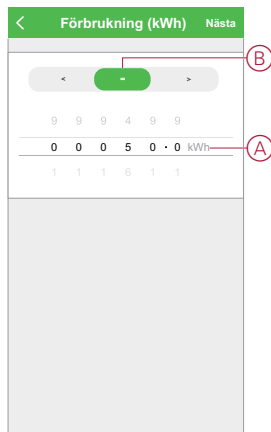 < Förbrukning (kWh) Nästa
< = >
9 9 9 4 9 9
0 0 0 5 0 · 0 kWh
1 1 1 6 1 1
B
A